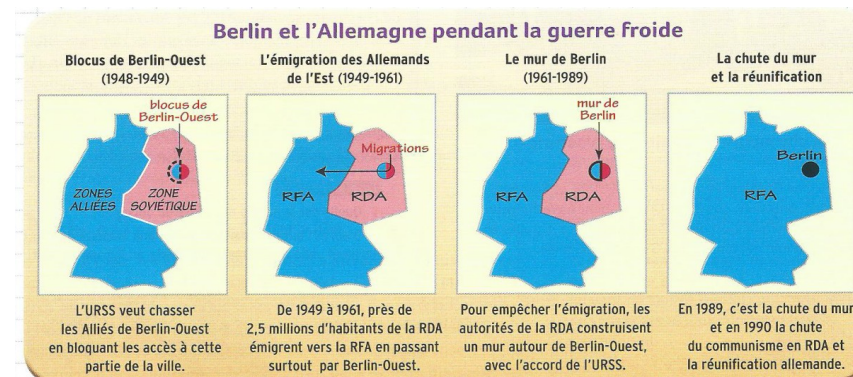 Berlin et l'Allemagne pendant la guerre froide
Blocus de Berlin-Ouest
(1948-1949)
blocus de
Berlin-Ouest
ZONES
ALLIÉES
ZONE
SOVIÉTIQUE
L'URSS veut chasser
les Alliés de Berlin-Ouest
en bloquant les accès à cette
partie de la ville.
L'émigration des Allemands
de l'Est (1949-1961)
Migrations
RFA
RDA
De 1949 à 1961, près de
2,5 millions d'habitants de la RDA
émigrent vers la RFA en passant
surtout par Berlin-Ouest.
Le mur de Berlin
(1961-1989)
mur de
Berlin
RFA
RDA
Pour empêcher l'émigration, les
autorités de la RDA construisent
un mur autour de Berlin-Ouest,
avec l'accord de l'URSS.
La chute du mur
et la réunification
Berlin
RFA
En 1989, c'est la chute du mur
et en 1990 la chute
du communisme en RDA et
la réunification allemande.